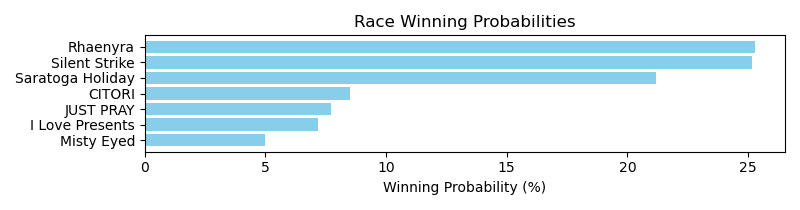 Race Winning Probabilities
Rhaenyra
Silent Strike
Saratoga Holiday
CITORI
JUST PRAY
I Love Presents
Misty Eyed
0 5 10 15 20 25
Winning Probability (%)